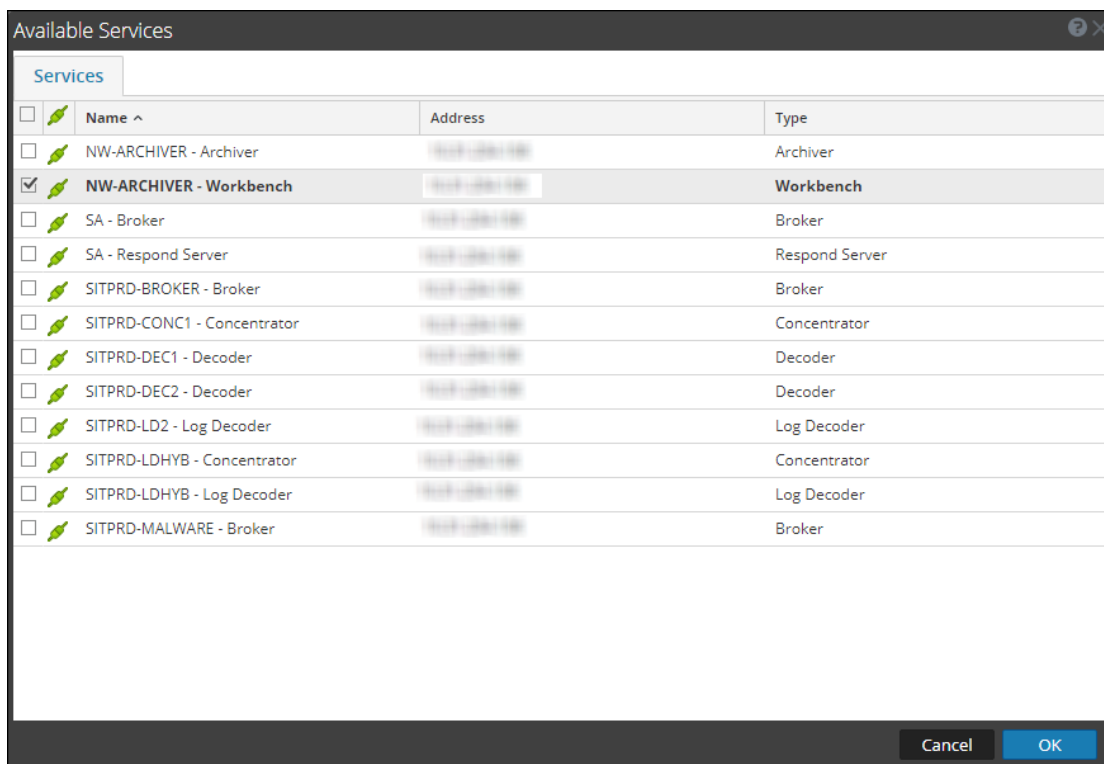 Available Services
Services
Name Address Type
NW-ARCHIVER - Archiver Archiver
NW-ARCHIVER - Workbench Workbench
SA - Broker Broker
SA - Respond Server Respond Server
SITPRD-BROKER - Broker Broker
SITPRD-CONC1 - Concentrator Concentrator
SITPRD-DEC1 - Decoder Decoder
SITPRD-DEC2 - Decoder Decoder
SITPRD-LD2 - Log Decoder Log Decoder
SITPRD-LDHYB - Concentrator Concentrator
SITPRD-LDHYB - Log Decoder Log Decoder
SITPRD-MALWARE - Broker Broker
Cancel OK